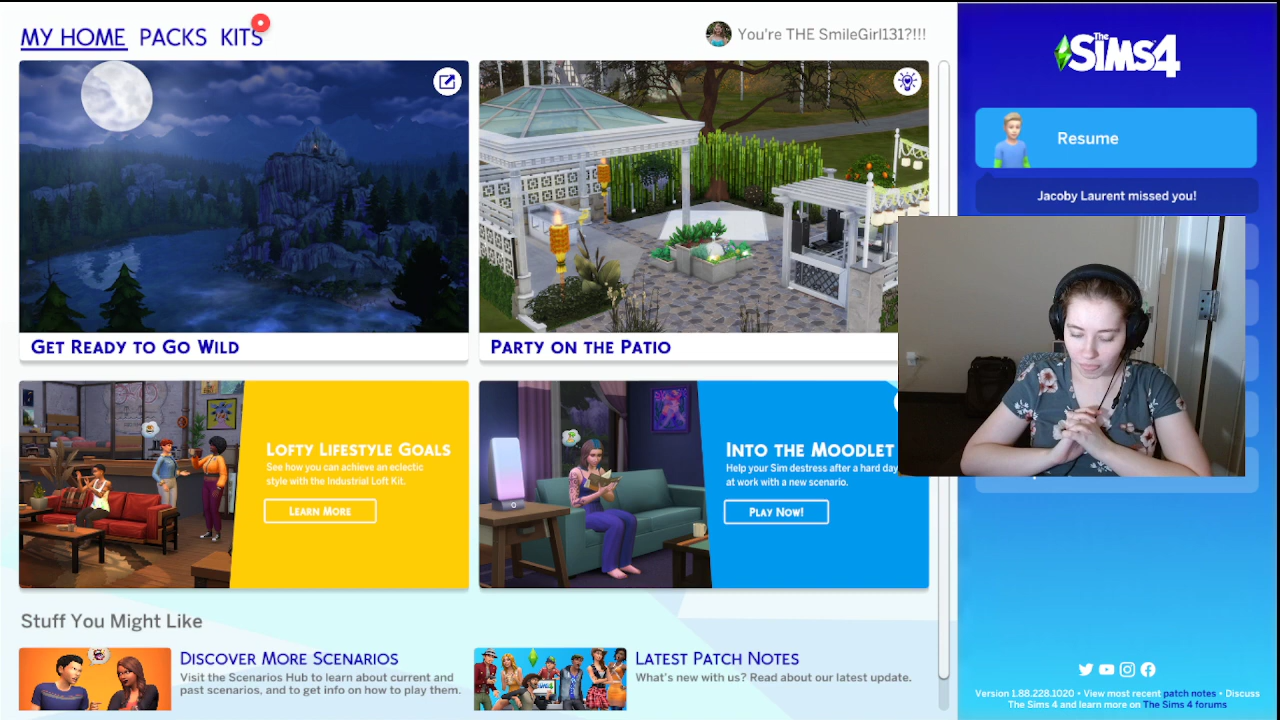 MY HOME PACKS KITS
You're THE SmileGirl131?!!!
The SiMS 4
Resume
Jacoby Laurent missed you!
GET READY TO GO WILD
PARTY ON THE PATIO
LOFTY LIFESTYLE GOALS
See how you can achieve an eclectic
style with the Industrial Loft Kit.
LEARN MORE
INTO THE MOODLET
Help your Sim destress after a hard day
at work with a new scenario.
PLAY NOW!
Stuff You Might Like
DISCOVER MORE SCENARIOS
Visit the Scenarios Hub to learn about current and
past scenarios, and to get info on how to play them.
LATEST PATCH NOTES
What's new with us? Read about our latest update.
Version 1.88.228.1020 • View most recent patch notes • Discuss
The Sims 4 and learn more on The Sims 4 forums